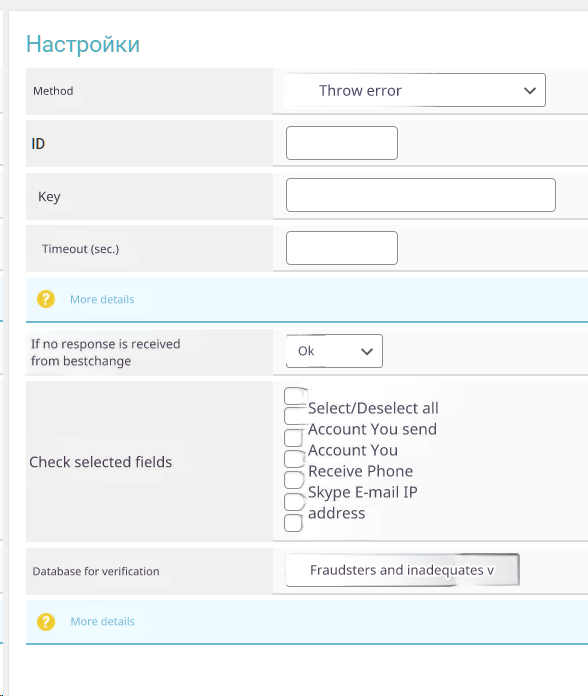 Настройки
Method
Throw error
ID
Key
Timeout (sec.)
More details
If no response is received
from bestchange
Ok
Check selected fields
Select/Deselect all
Account You send
Account You
Receive Phone
Skype E-mail IP
address
Database for verification
Fraudsters and inadequates v
More details